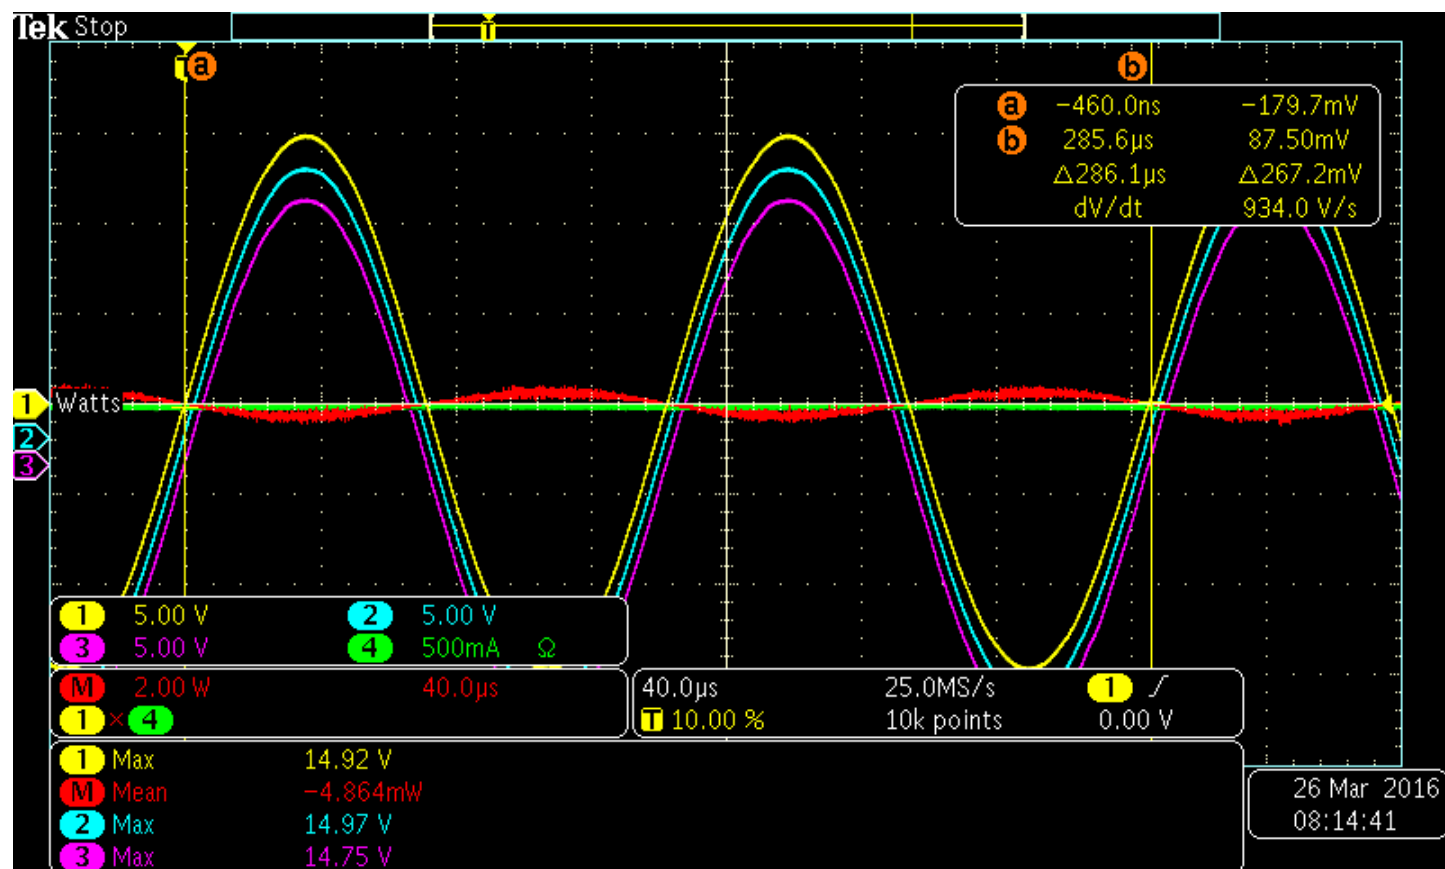 Tek Stop
T
T a
b
a -460.0ns -179.7mV
b 285.6µs 87.50mV
Δ286.1µs Δ267.2mV
dV/dt 934.0 V/s
1 Watts
2
3
1 5.00 V 2 5.00 V
3 5.00 V 4 500mA Ω
M 2.00 W 40.0µs
1 × 4
40.0µs 25.0MS/s 1 ∫
T 10.00 % 10k points 0.00 V
1 Max 14.92 V
M Mean -4.864mW
2 Max 14.97 V
3 Max 14.75 V
26 Mar 2016
08:14:41